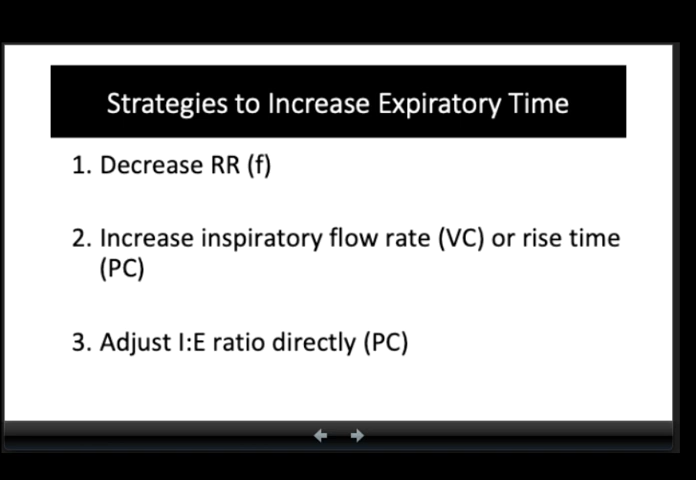 Strategies to Increase Expiratory Time
1. Decrease RR (f)
2. Increase inspiratory flow rate (VC) or rise time
(PC)
3. Adjust I:E ratio directly (PC)